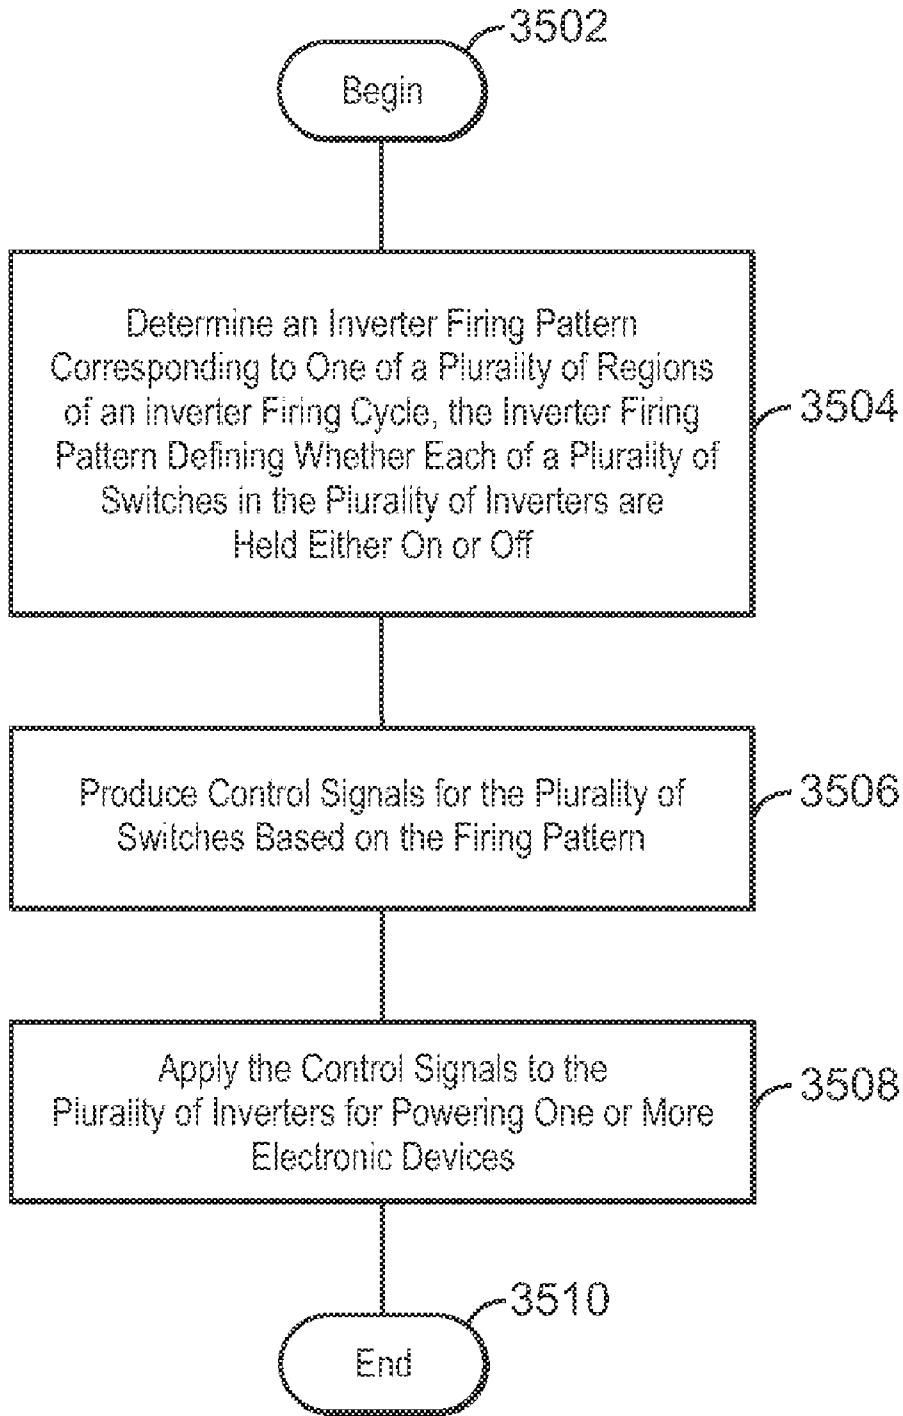 3502
Begin
Determine an Inverter Firing Pattern
Corresponding to One of a Plurality of Regions
of an inverter Firing Cycle, the Inverter Firing
Pattern Defining Whether Each of a Plurality of
Switches in the Plurality of Inverters are
Held Either On or Off
3504
Produce Control Signals for the Plurality of
Switches Based on the Firing Pattern
3506
Apply the Control Signals to the
Plurality of Inverters for Powering One or More
Electronic Devices
3508
3510
End